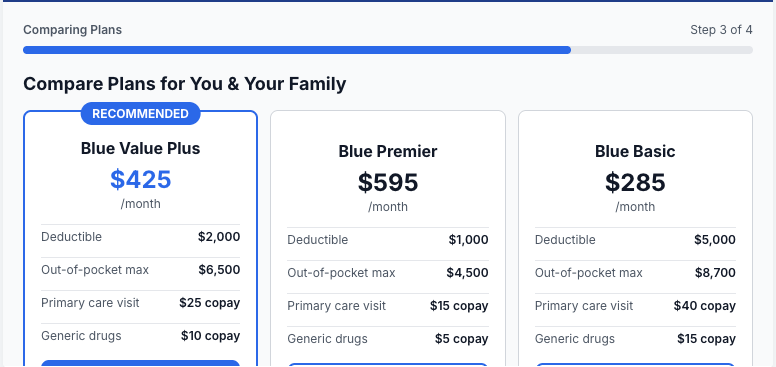 Comparing Plans Step 3 of 4
Compare Plans for You & Your Family
RECOMMENDED
Blue Value Plus
$425
/month
Deductible $2,000
Out-of-pocket max $6,500
Primary care visit $25 copay
Generic drugs $10 copay
Blue Premier
$595
/month
Deductible $1,000
Out-of-pocket max $4,500
Primary care visit $15 copay
Generic drugs $5 copay
Blue Basic
$285
/month
Deductible $5,000
Out-of-pocket max $8,700
Primary care visit $40 copay
Generic drugs $15 copay